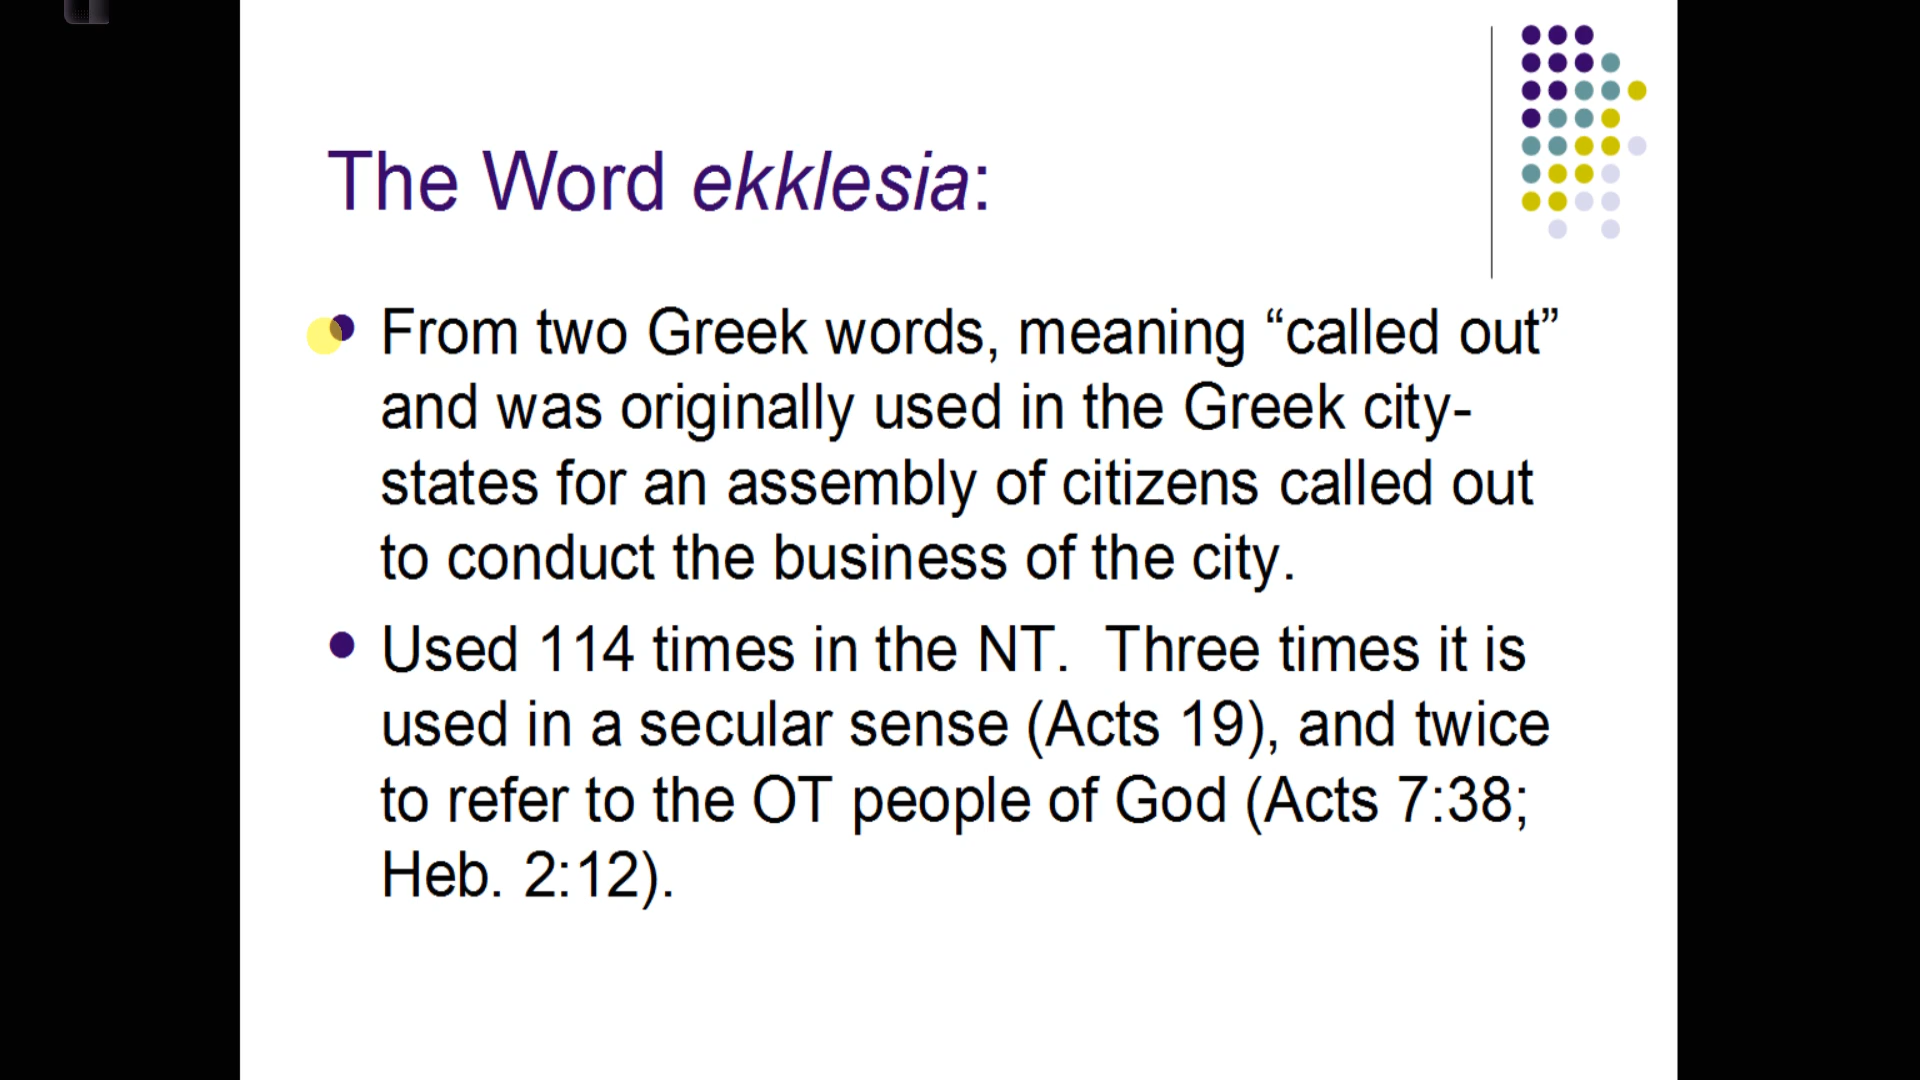 The Word ekklesia:
From two Greek words, meaning “called out”
and was originally used in the Greek city-
states for an assembly of citizens called out
to conduct the business of the city.
Used 114 times in the NT.  Three times it is
used in a secular sense (Acts 19), and twice
to refer to the OT people of God (Acts 7:38;
Heb. 2:12).